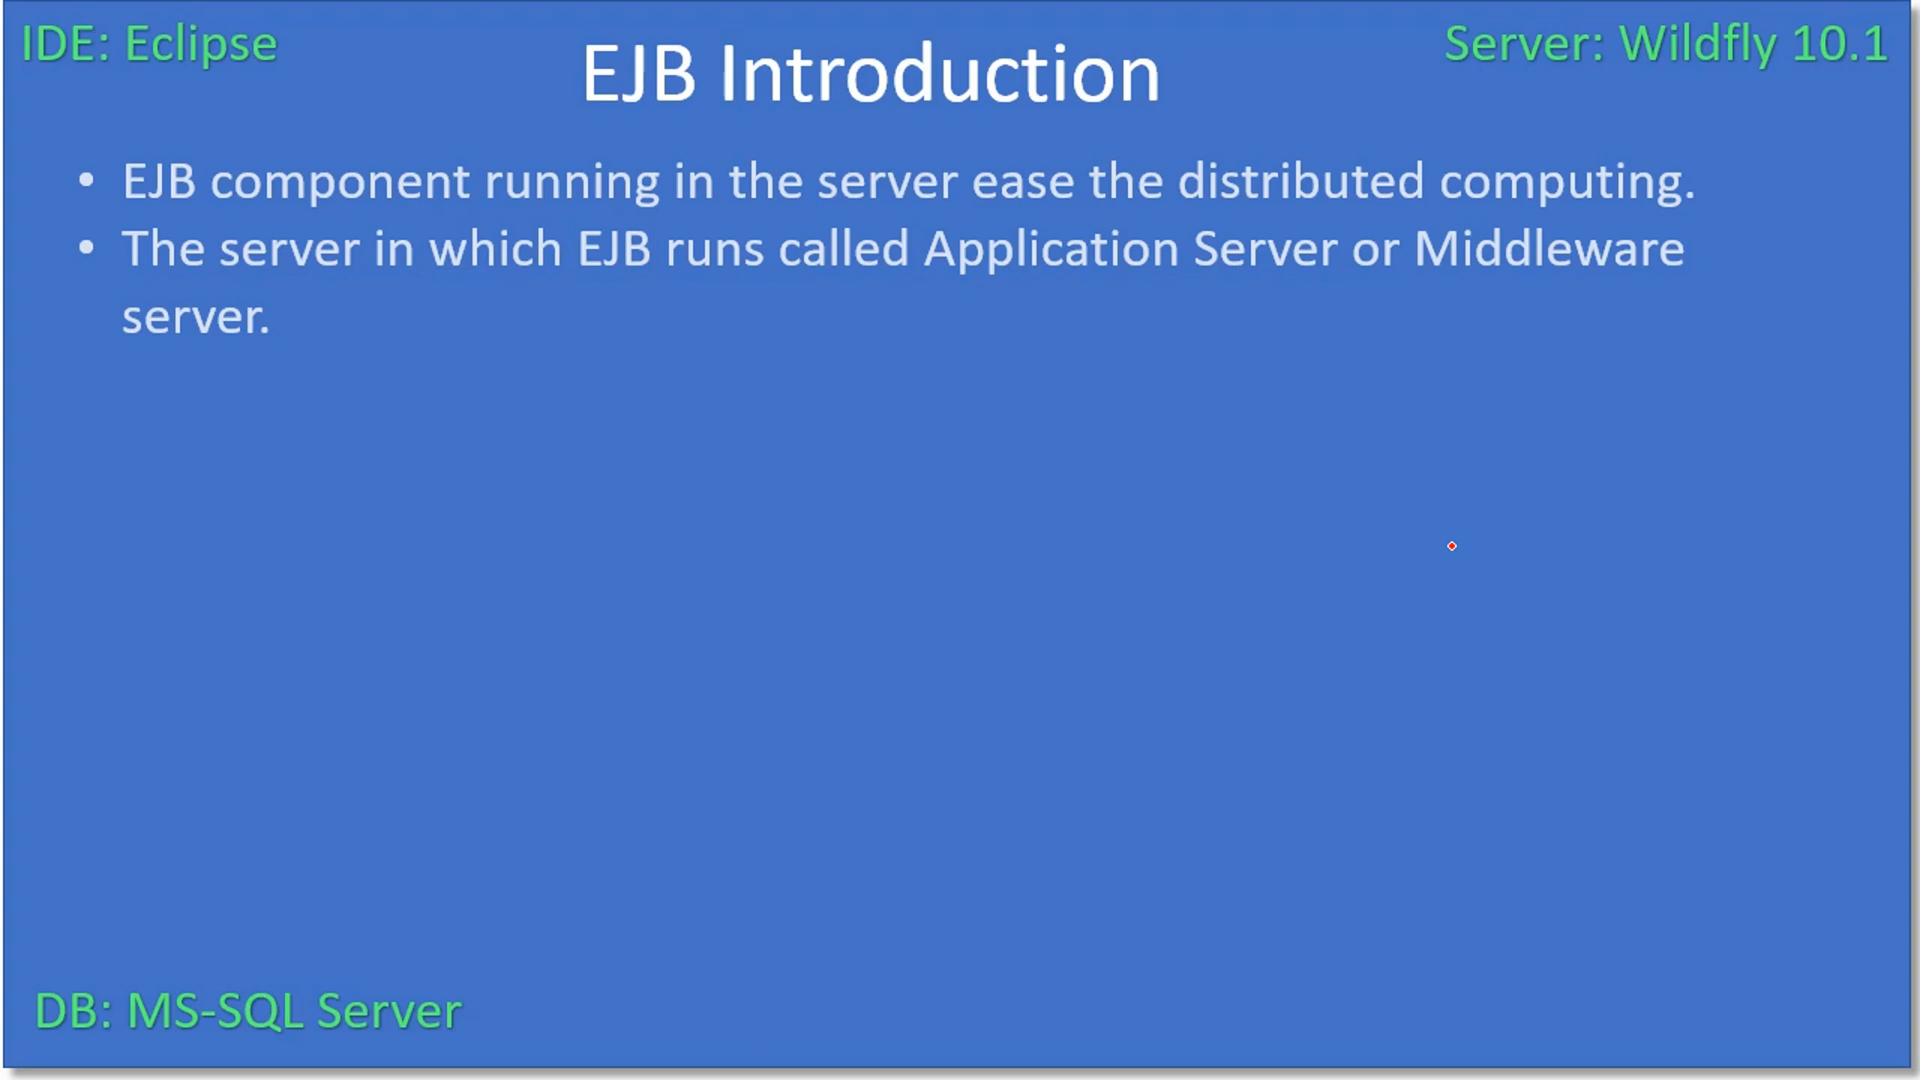 IDE: Eclipse
EJB Introduction
Server: Wildfly 10.1
• EJB component running in the server ease the distributed computing.
• The server in which EJB runs called Application Server or Middleware
server.
DB: MS-SQL Server